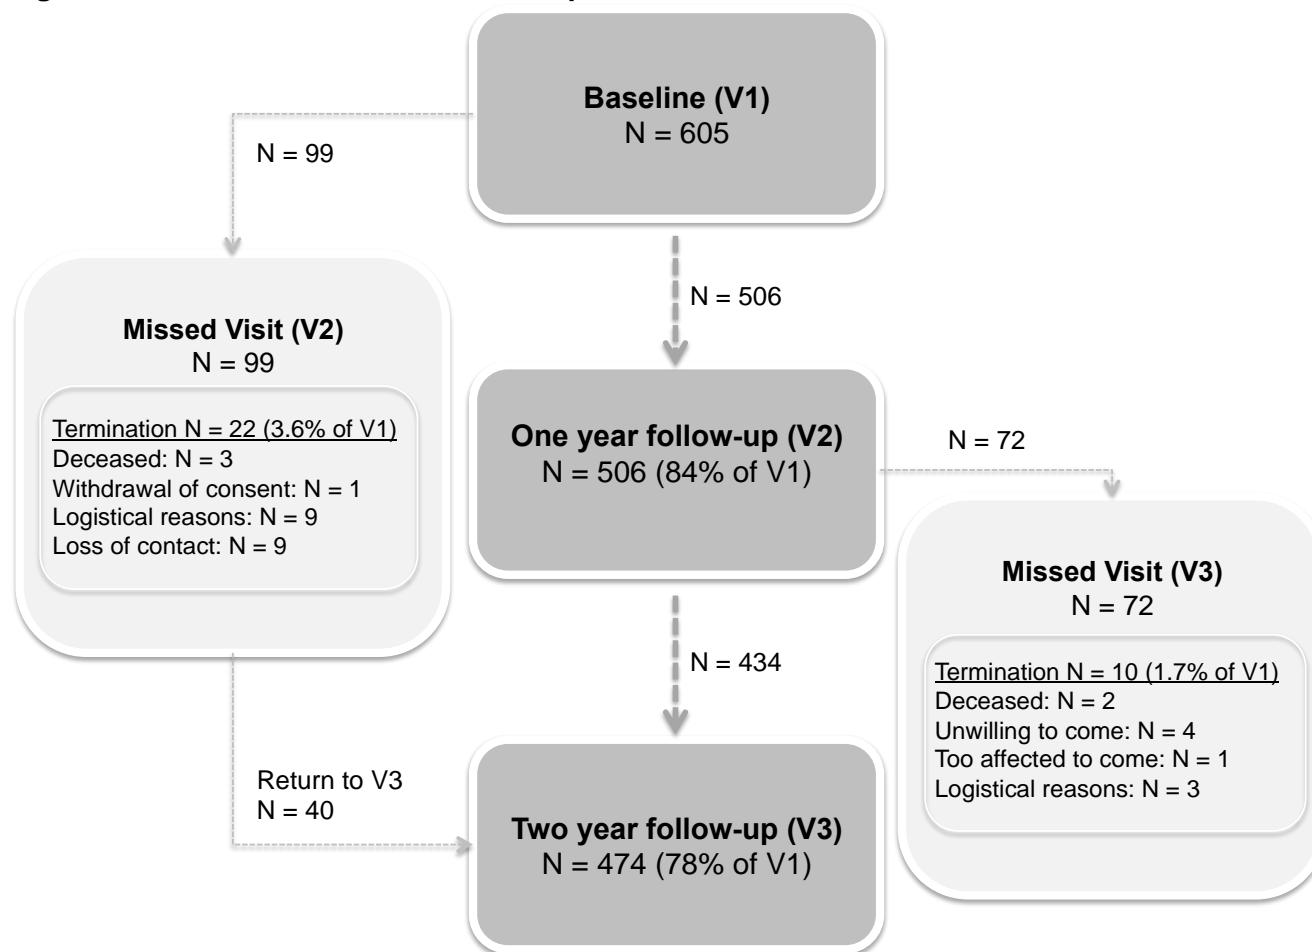 Baseline (V1)
N = 605
N = 99
N = 506
Missed Visit (V2)
N = 99
Termination N = 22 (3.6% of V1)
Deceased: N = 3
Withdrawal of consent: N = 1
Logistical reasons: N = 9
Loss of contact: N = 9
One year follow-up (V2)
N = 506 (84% of V1)
N = 72
Missed Visit (V3)
N = 72
Termination N = 10 (1.7% of V1)
Deceased: N = 2
Unwilling to come: N = 4
Too affected to come: N = 1
Logistical reasons: N = 3
N = 434
Return to V3
N = 40
Two year follow-up (V3)
N = 474 (78% of V1)